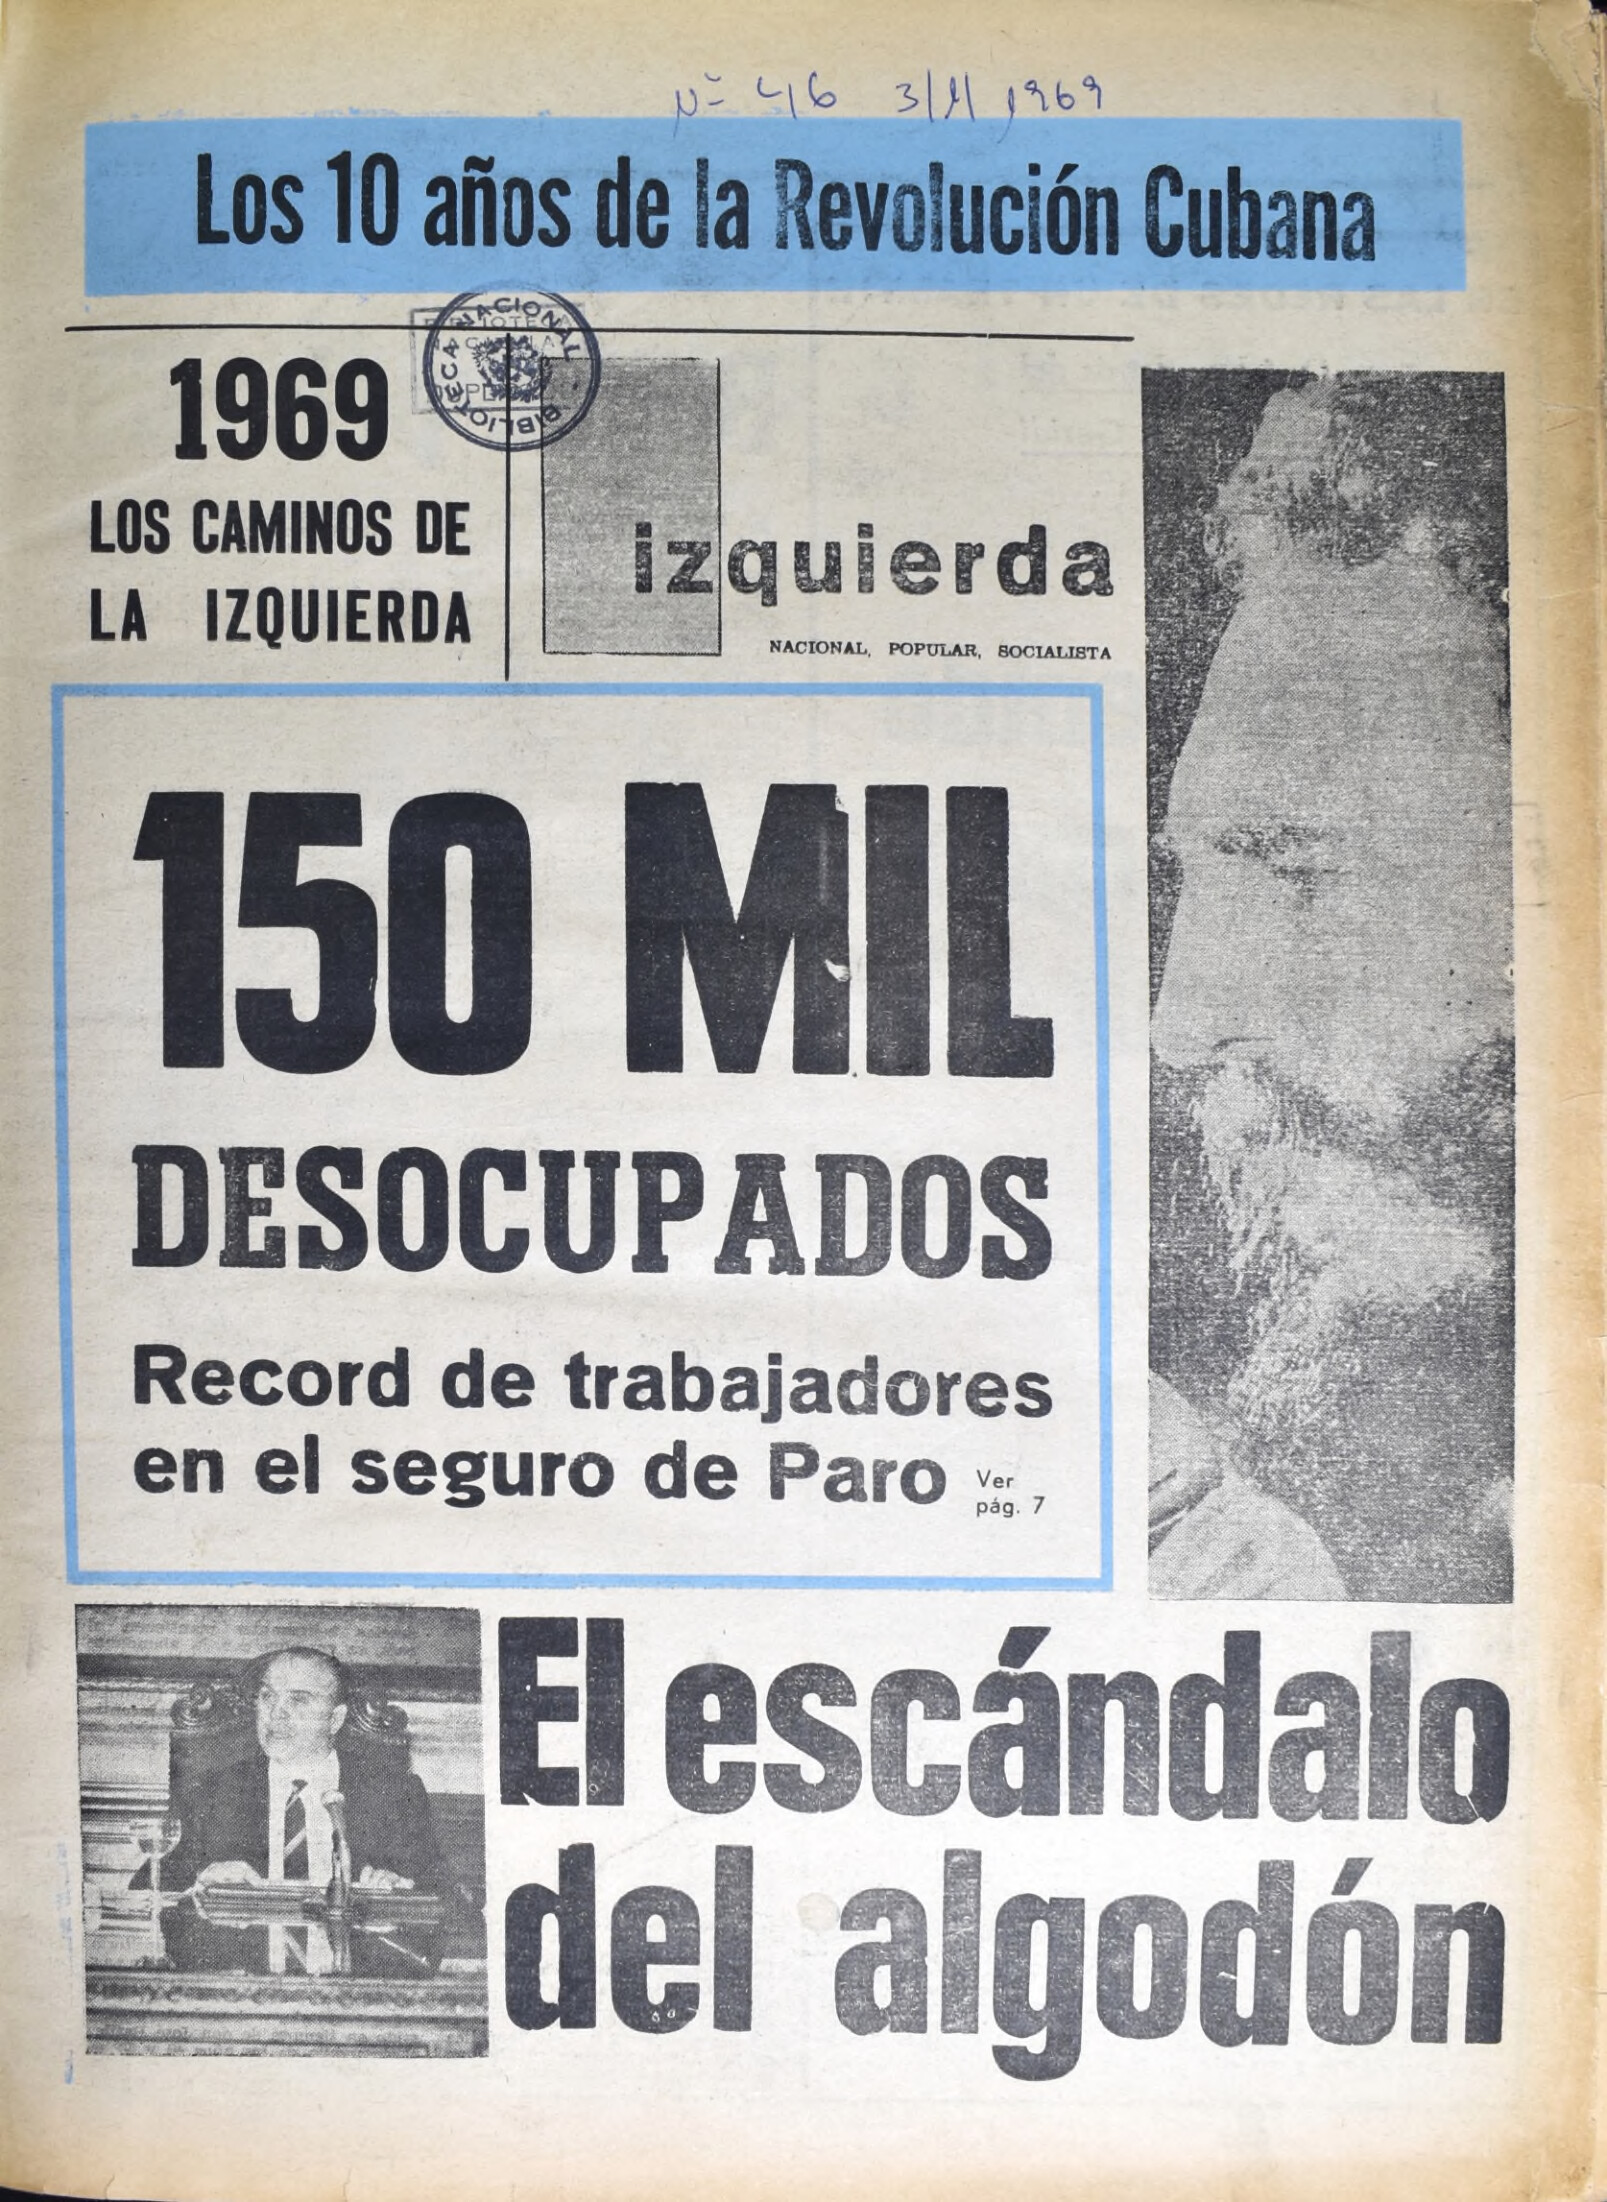 Nº 46 3/1/1969
Los 10 años de la Revolución Cubana
BIBLIOTECA NACIONAL
1969
LOS CAMINOS DE
LA IZQUIERDA
izquierda
NACIONAL, POPULAR, SOCIALISTA
150 MIL
DESOCUPADOS
Record de trabajadores
en el seguro de Paro
Ver
pág. 7
El escándalo
del algodón